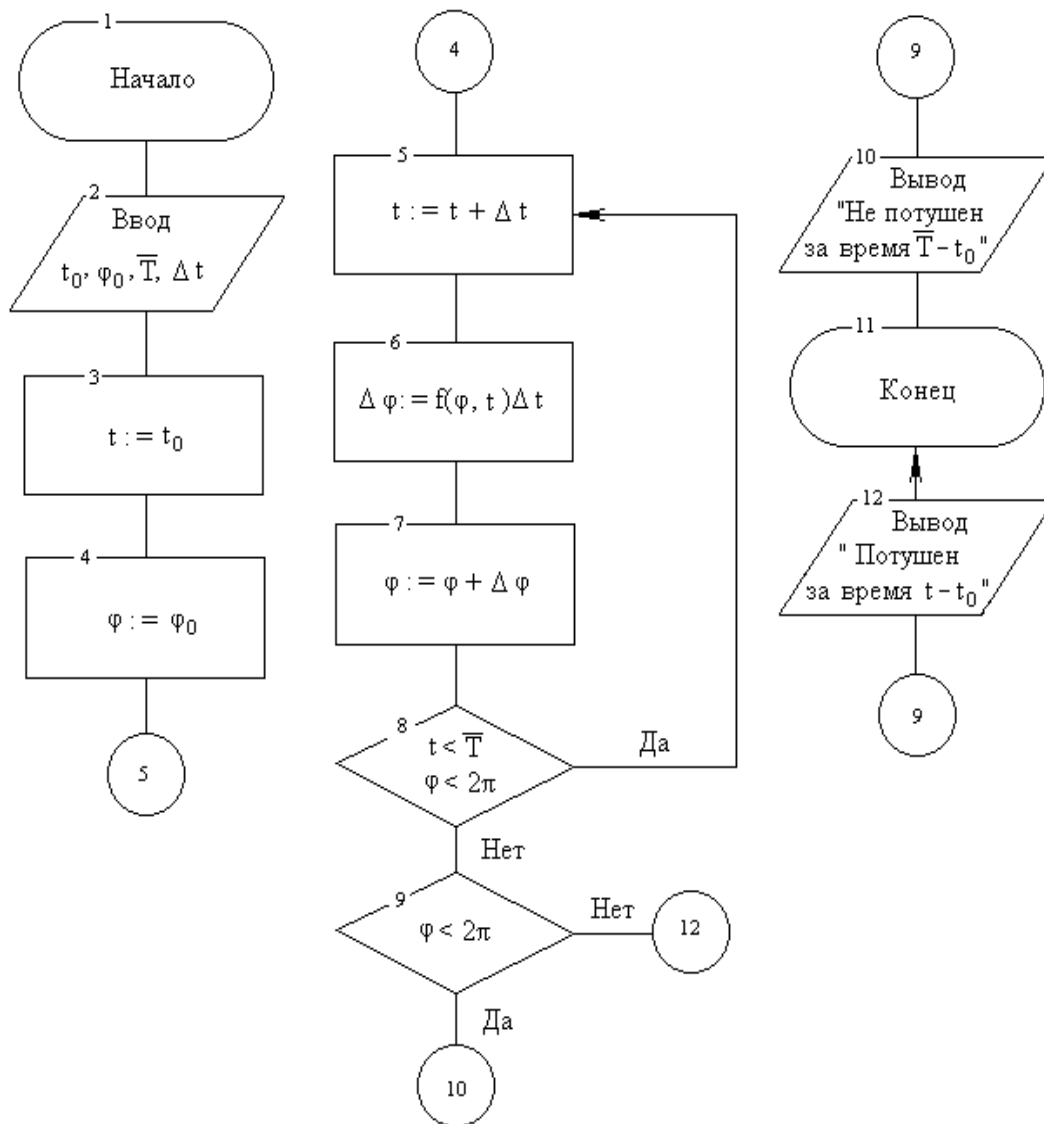 1
Начало
2
Ввод
t₀, φ₀, T̅, Δt
3
t := t₀
4
φ := φ₀
5
4
5
t := t + Δt
6
Δφ := f(φ, t)Δt
7
φ := φ + Δφ
8
t < T̅
φ < 2π
Да
Нет
9
φ < 2π
Нет
12
Да
10
9
10
Вывод
"Не потушен
за время T̅ – t₀"
11
Конец
12
Вывод
" Потушен
за время t – t₀"
9